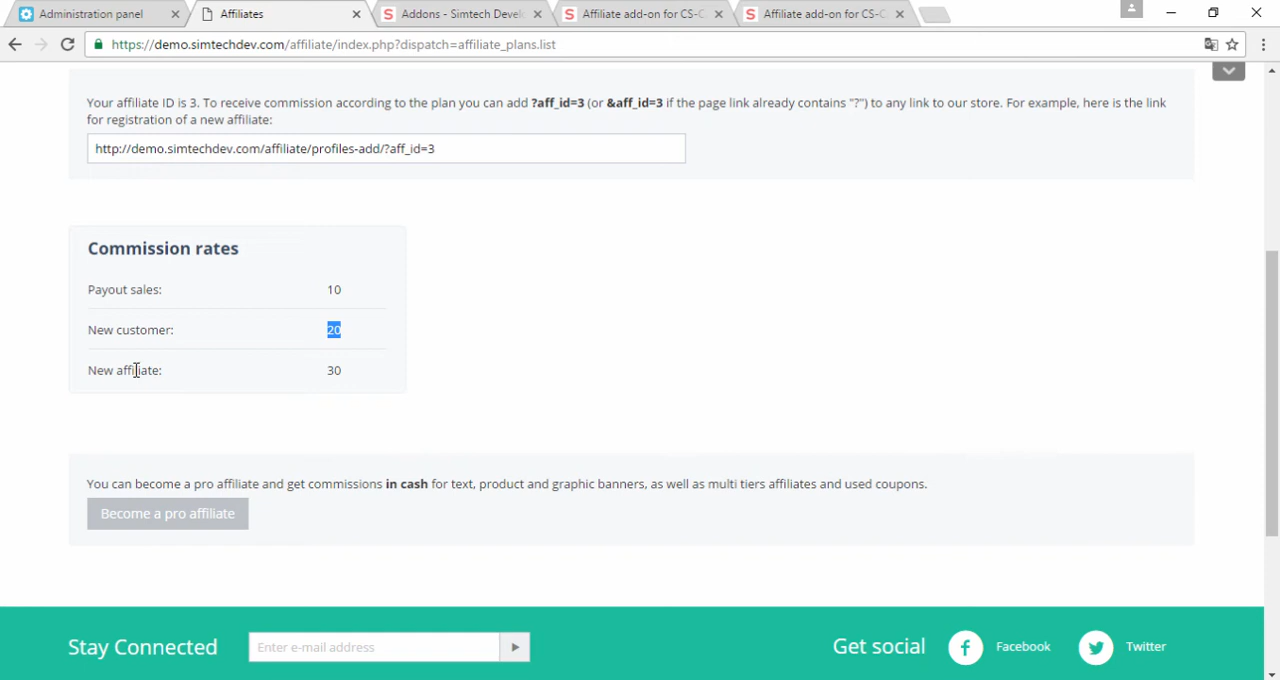 Administration panel
Affiliates
Addons - Simtech Devel
Affiliate add-on for CS-C
Affiliate add-on for CS-C
https://demo.simtechdev.com/affiliate/index.php?dispatch=affiliate_plans.list
Your affiliate ID is 3. To receive commission according to the plan you can add ?aff_id=3 (or &aff_id=3 if the page link already contains "?") to any link to our store. For example, here is the link
for registration of a new affiliate:
http://demo.simtechdev.com/affiliate/profiles-add/?aff_id=3
Commission rates
Payout sales: 10
New customer: 20
New affiliate: 30
You can become a pro affiliate and get commissions in cash for text, product and graphic banners, as well as multi tiers affiliates and used coupons.
Become a pro affiliate
Stay Connected
Enter e-mail address
Get social
Facebook
Twitter